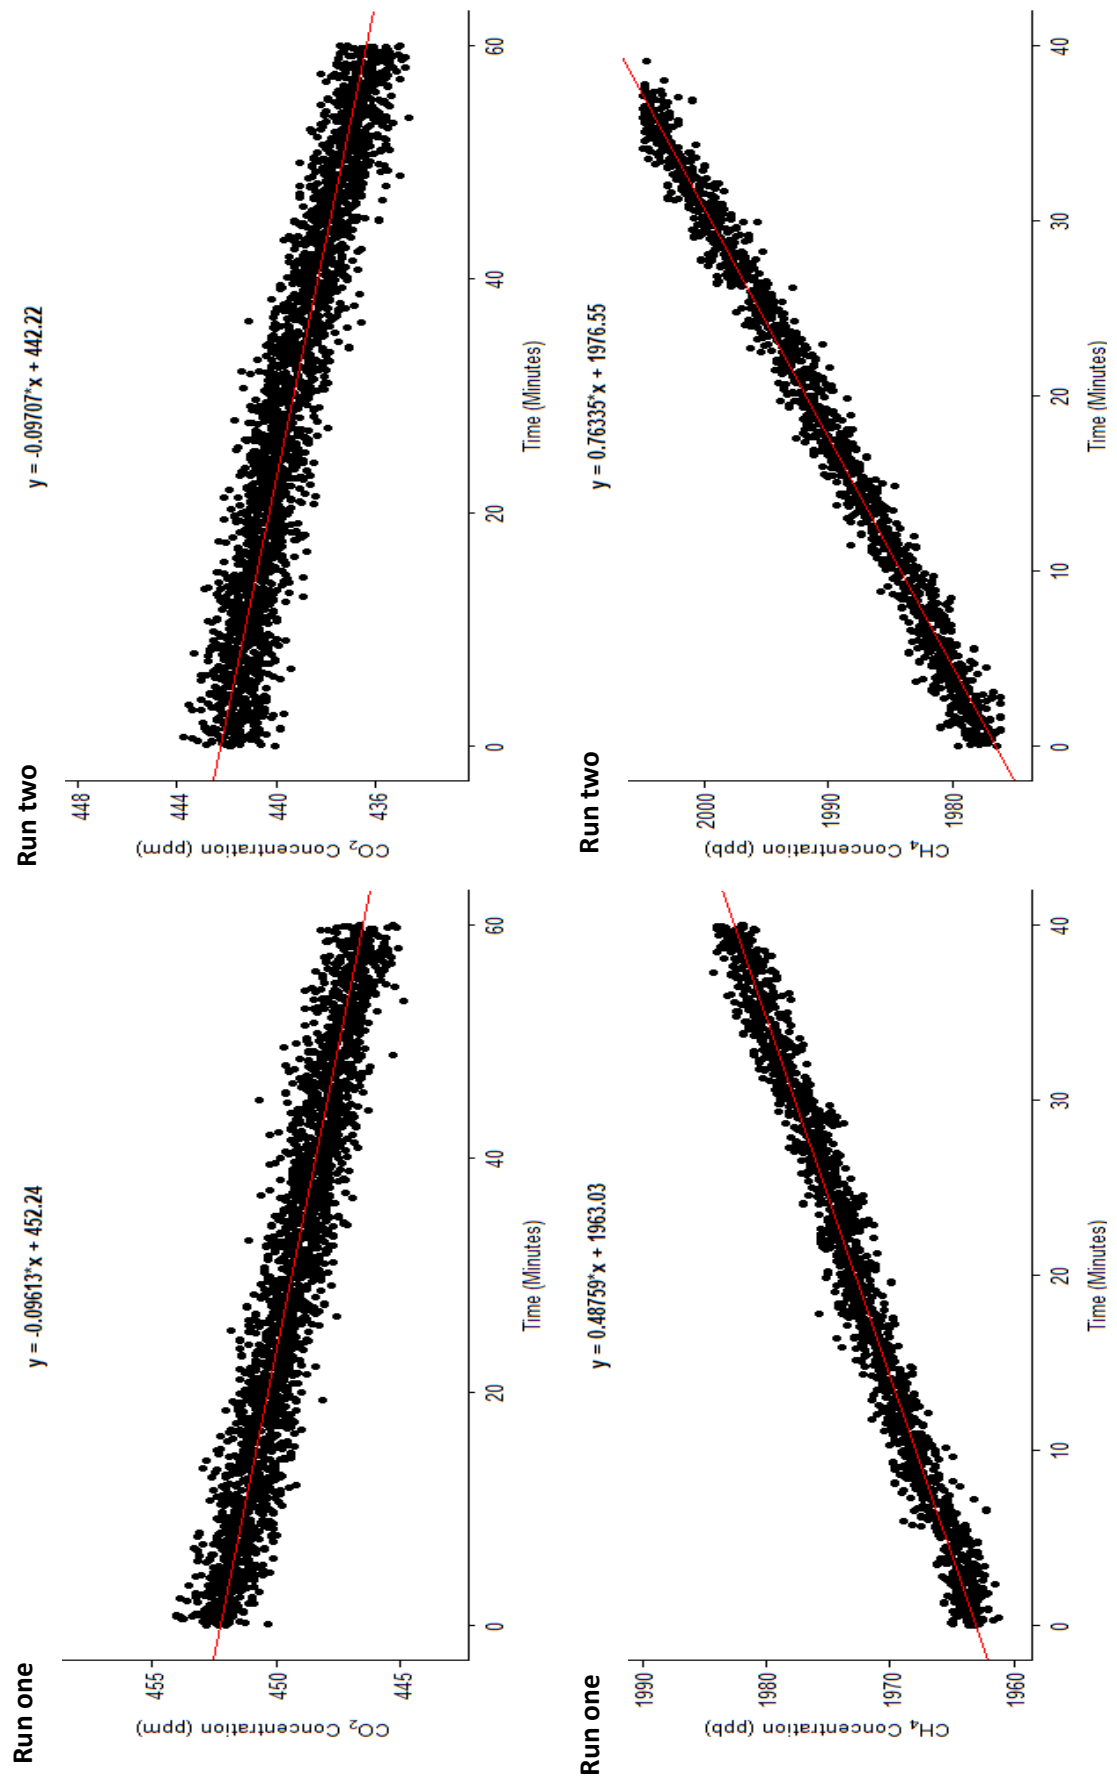 Run one
y = -0.09613*x + 452.24
CO₂ Concentration (ppm)
455
450
445
0
20
40
60
Time (Minutes)
Run two
y = -0.09707*x + 442.22
CO₂ Concentration (ppm)
448
444
440
436
0
20
40
60
Time (Minutes)
Run one
y = 0.48759*x + 1963.03
CH₄ Concentration (ppb)
1990
1980
1970
1960
0
10
20
30
40
Time (Minutes)
Run two
y = 0.76335*x + 1976.55
CH₄ Concentration (ppb)
2000
1990
1980
0
10
20
30
40
Time (Minutes)